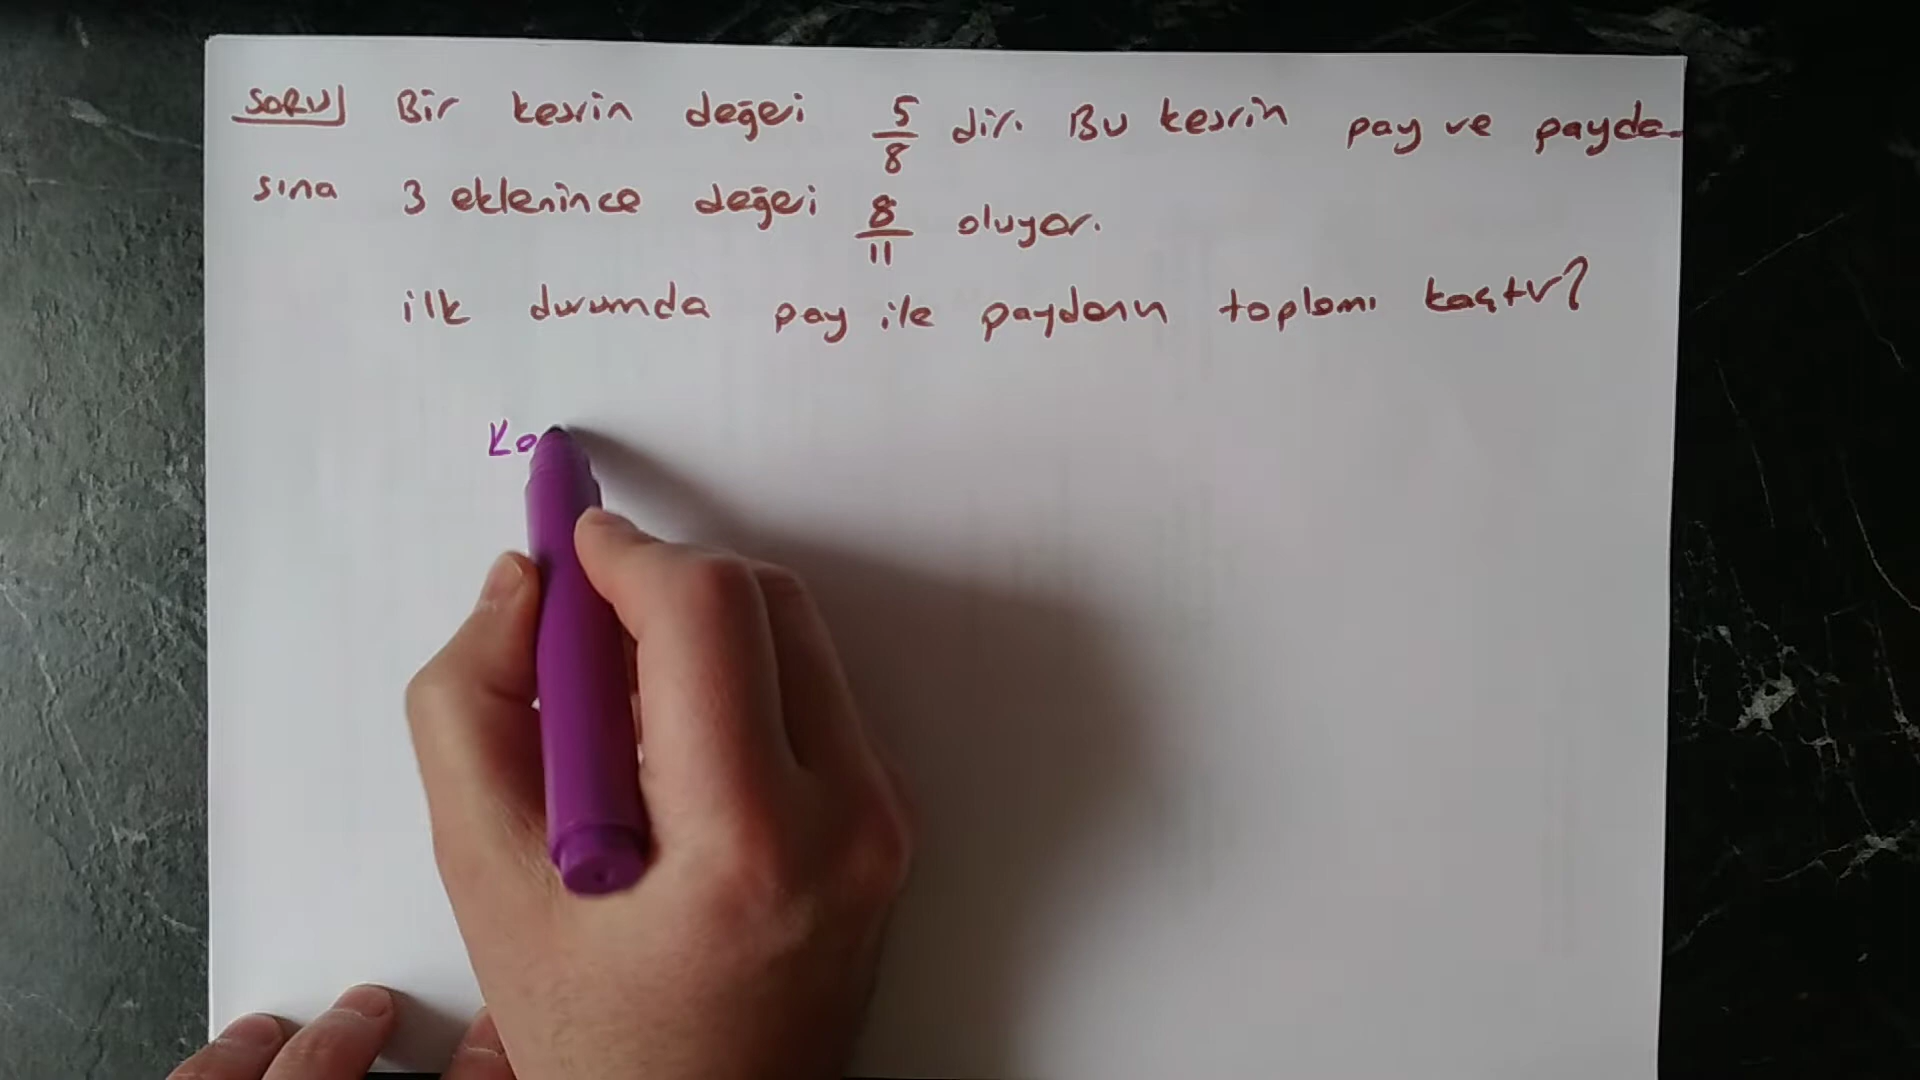 SORU Bir kesrin değeri 5/8 dir. Bu kesrin pay ve payda-
sına 3 eklenince değeri 8/11 oluyor.
ilk durumda pay ile paydanın toplamı kaçtır?
Ke